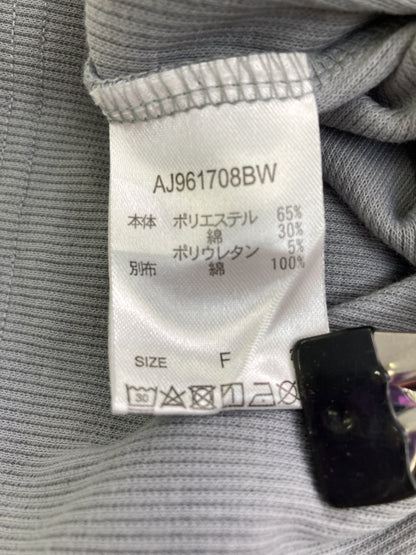 AJ961708BW
本体 ポリエステル 65%
綿 30%
ポリウレタン 5%
別布 綿 100%
SIZE F
30